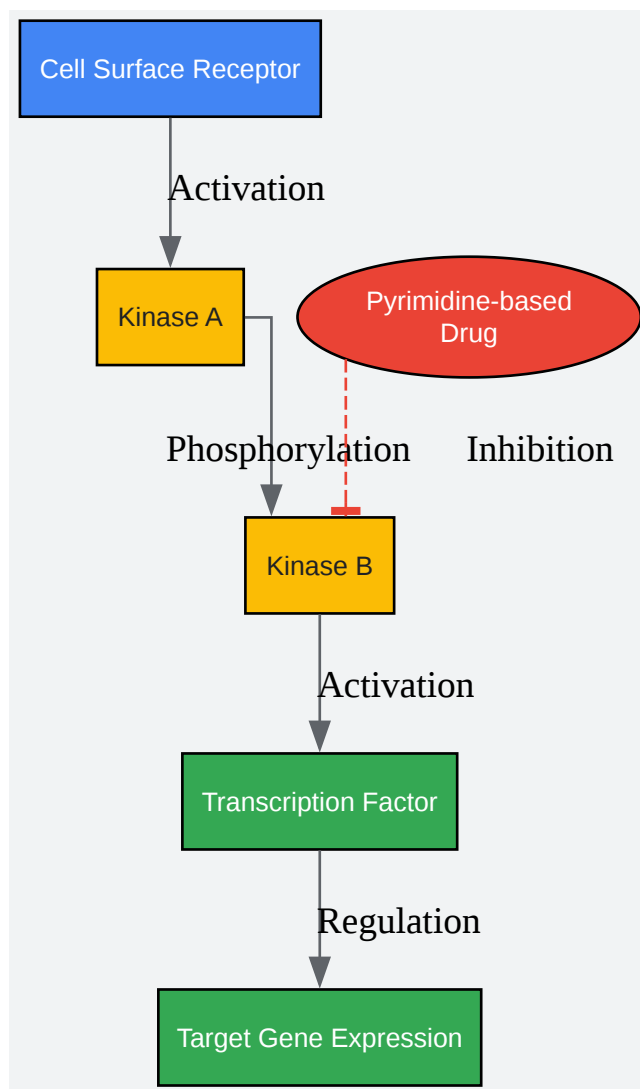 Cell Surface Receptor
Activation
Kinase A
Pyrimidine-based
Drug
Phosphorylation
Inhibition
Kinase B
Activation
Transcription Factor
Regulation
Target Gene Expression